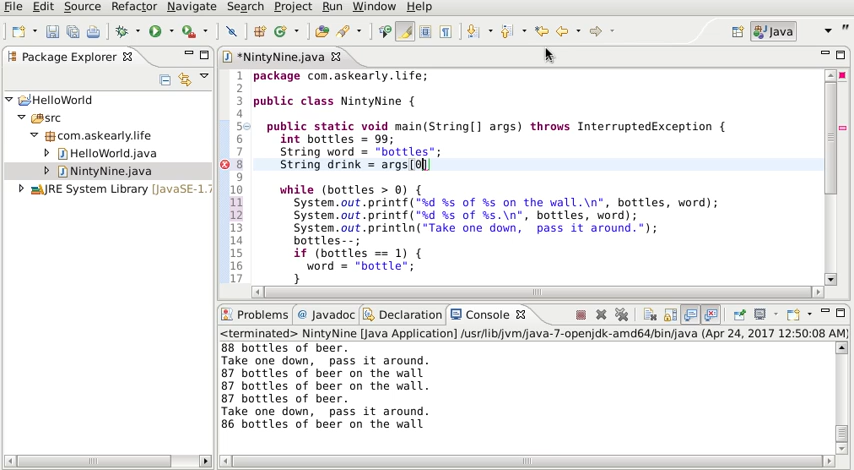 File Edit Source Refactor Navigate Search Project Run Window Help
Java
Package Explorer
HelloWorld
src
com.askearly.life
HelloWorld.java
NintyNine.java
JRE System Library [JavaSE-1.7
*NintyNine.java
1 package com.askearly.life;
2
3 public class NintyNine {
4
5 public static void main(String[] args) throws InterruptedException {
6 int bottles = 99;
7 String word = "bottles";
8 String drink = args[0]
9
10 while (bottles > 0) {
11 System.out.printf("%d %s of %s on the wall.\n", bottles, word);
12 System.out.printf("%d %s of %s.\n", bottles, word);
13 System.out.println("Take one down,  pass it around.");
14 bottles--;
15 if (bottles == 1) {
16 word = "bottle";
17 }
Problems @ Javadoc Declaration Console
<terminated> NintyNine [Java Application] /usr/lib/jvm/java-7-openjdk-amd64/bin/java (Apr 24, 2017 12:50:08 AM)
88 bottles of beer.
Take one down,  pass it around.
87 bottles of beer on the wall
87 bottles of beer on the wall.
87 bottles of beer.
Take one down,  pass it around.
86 bottles of beer on the wall